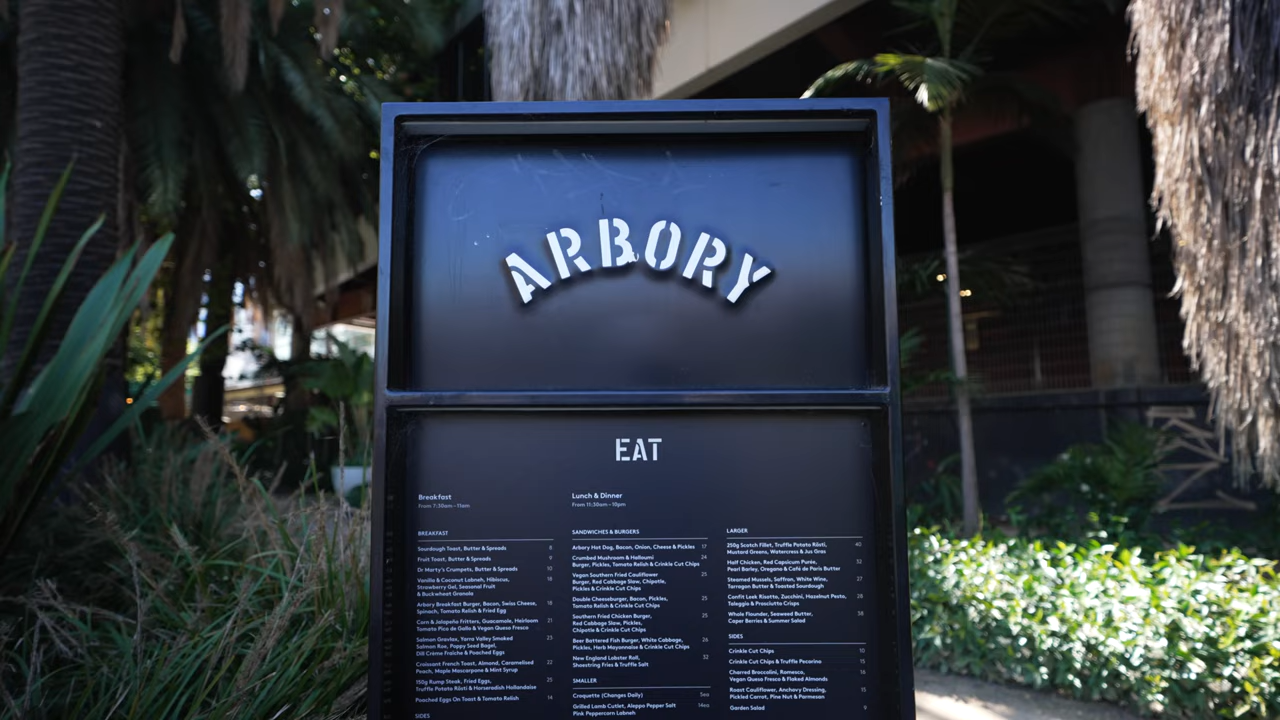 ARBORY
EAT
Breakfast
From 7:30am–11am
BREAKFAST
Sourdough Toast, Butter & Spreads 8
Fruit Toast, Butter & Spreads 9
Dr Marty's Crumpets, Butter & Spreads 10
Vanilla & Coconut Labneh, Hibiscus, 18
Strawberry Gel, Seasonal Fruit
& Buckwheat Granola
Arbory Breakfast Burger, Bacon, Swiss Cheese, 18
Spinach, Tomato Relish & Fried Egg
Corn & Jalapeño Fritters, Guacamole, Heirloom 21
Tomato Pico de Gallo & Vegan Queso Fresco
Salmon Gravlax, Yarra Valley Smoked 23
Salmon Roe, Poppy Seed Bagel,
Dill Crème Fraîche & Poached Eggs
Croissant French Toast, Almond, Caramelised 22
Peach, Maple Mascarpone & Mint Syrup
150g Rump Steak, Fried Eggs, 25
Truffle Potato Rösti & Horseradish Hollandaise
Poached Eggs On Toast & Tomato Relish 14
SIDES
Lunch & Dinner
From 11:30am–10pm
SANDWICHES & BURGERS
Arbory Hot Dog, Bacon, Onion, Cheese & Pickles 17
Crumbed Mushroom & Halloumi 24
Burger, Pickles, Tomato Relish & Crinkle Cut Chips
Vegan Southern Fried Cauliflower 25
Burger, Red Cabbage Slaw, Chipotle,
Pickles & Crinkle Cut Chips
Double Cheeseburger, Bacon, Pickles, 25
Tomato Relish & Crinkle Cut Chips
Southern Fried Chicken Burger, 25
Red Cabbage Slaw, Pickles,
Chipotle & Crinkle Cut Chips
Beer Battered Fish Burger, White Cabbage, 26
Pickles, Herb Mayonnaise & Crinkle Cut Chips
New England Lobster Roll, 32
Shoestring Fries & Truffle Salt
SMALLER
Croquette (Changes Daily) 5ea
Grilled Lamb Cutlet, Aleppo Pepper Salt 14ea
Pink Peppercorn Labneh
LARGER
250g Scotch Fillet, Truffle Potato Rösti, 40
Mustard Greens, Watercress & Jus Gras
Half Chicken, Red Capsicum Purée, 32
Pearl Barley, Oregano & Café de Paris Butter
Steamed Mussels, Saffron, White Wine, 27
Tarragon Butter & Toasted Sourdough
Confit Leek Risotto, Zucchini, Hazelnut Pesto, 28
Taleggio & Prosciutto Crisps
Whole Flounder, Seaweed Butter, 38
Caper Berries & Summer Salad
SIDES
Crinkle Cut Chips 10
Crinkle Cut Chips & Truffle Pecorino 15
Charred Broccolini, Romesco, 16
Vegan Queso Fresco & Flaked Almonds
Roast Cauliflower, Anchovy Dressing, 15
Pickled Carrot, Pine Nut & Parmesan
Garden Salad 9